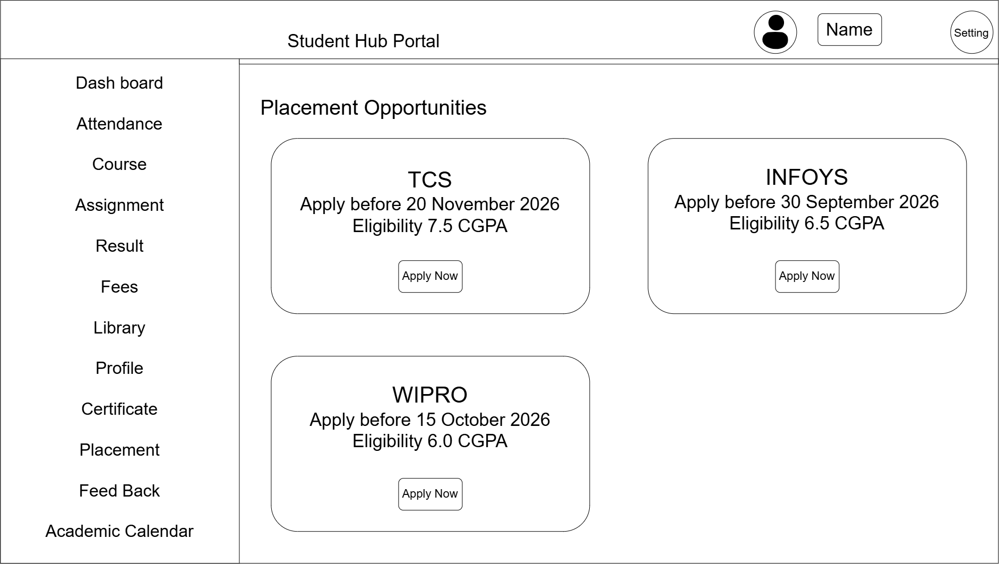 Student Hub Portal
Name
Setting
Dash board
Attendance
Course
Assignment
Result
Fees
Library
Profile
Certificate
Placement
Feed Back
Academic Calendar
Placement Opportunities
TCS
Apply before 20 November 2026
Eligibility 7.5 CGPA
Apply Now
INFOYS
Apply before 30 September 2026
Eligibility 6.5 CGPA
Apply Now
WIPRO
Apply before 15 October 2026
Eligibility 6.0 CGPA
Apply Now